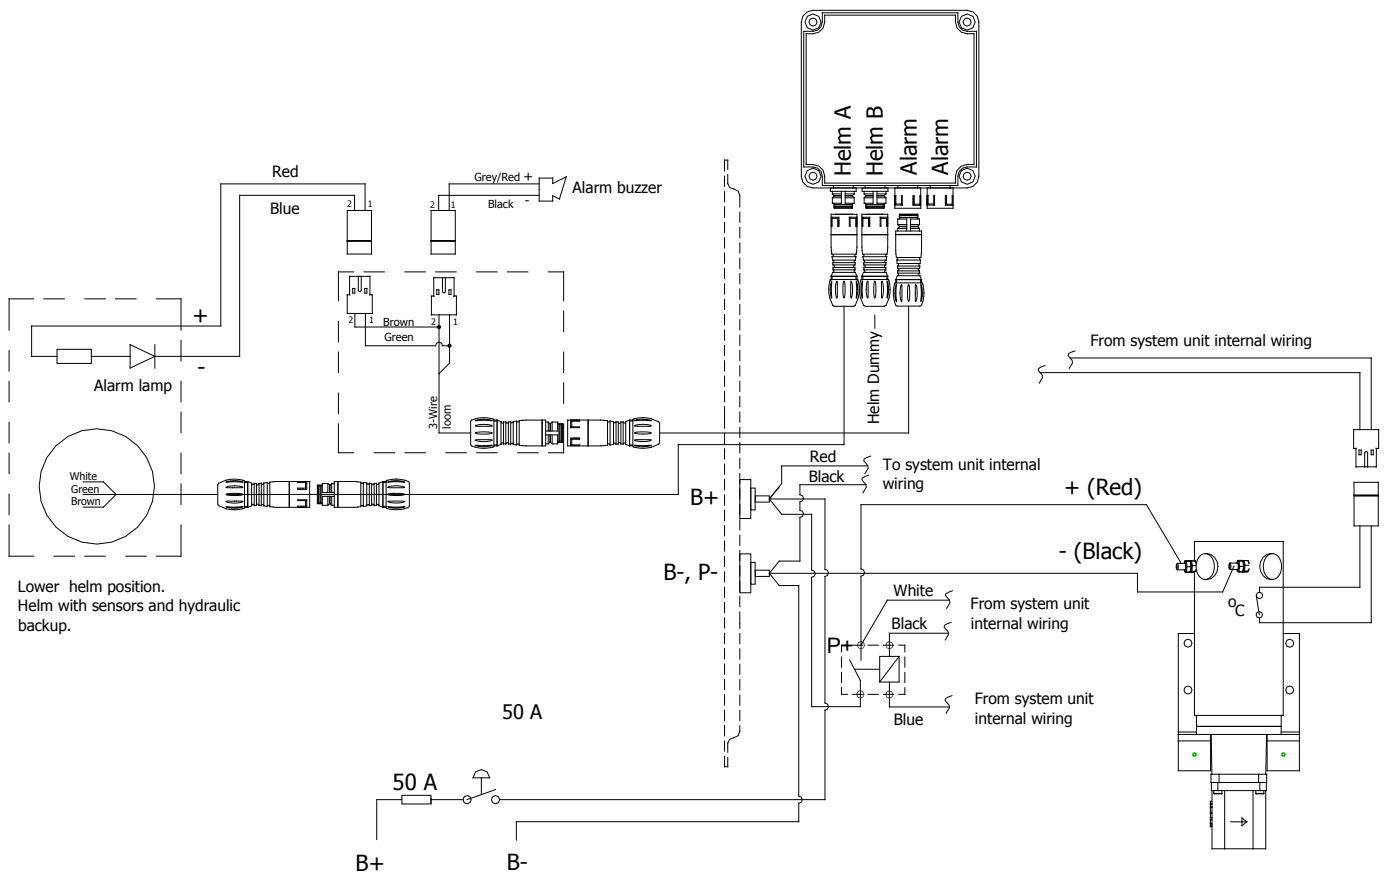 Helm A
Helm B
Alarm
Alarm
Red
Blue
2 1
Grey/Red +
Black -
2 1
Alarm buzzer
+
-
Alarm lamp
2 1
Brown
Green
2 1
3-Wire
loom
Helm Dummy
From system unit internal wiring
White
Green
Brown
Red
Black
To system unit internal
wiring
B+
+ (Red)
B-, P-
- (Black)
°C
Lower helm position.
Helm with sensors and hydraulic
backup.
White
Black
From system unit
internal wiring
P+
Blue
From system unit
internal wiring
50 A
50 A
B+
B-